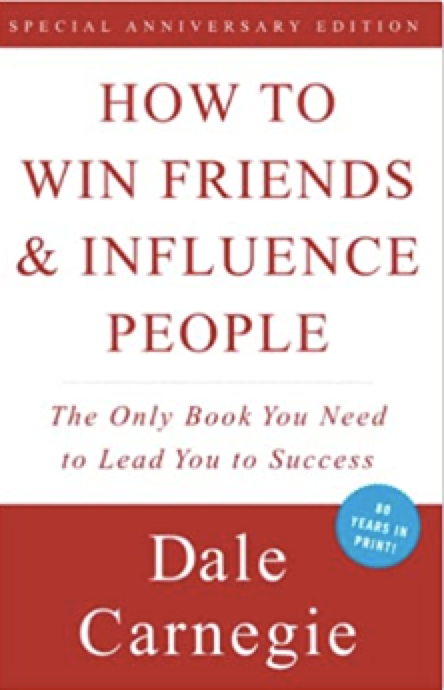 SPECIAL ANNIVERSARY EDITION
HOW TO
WIN FRIENDS
& INFLUENCE
PEOPLE
The Only Book You Need
to Lead You to Success
80
YEARS IN
PRINT!
Dale
Carnegie